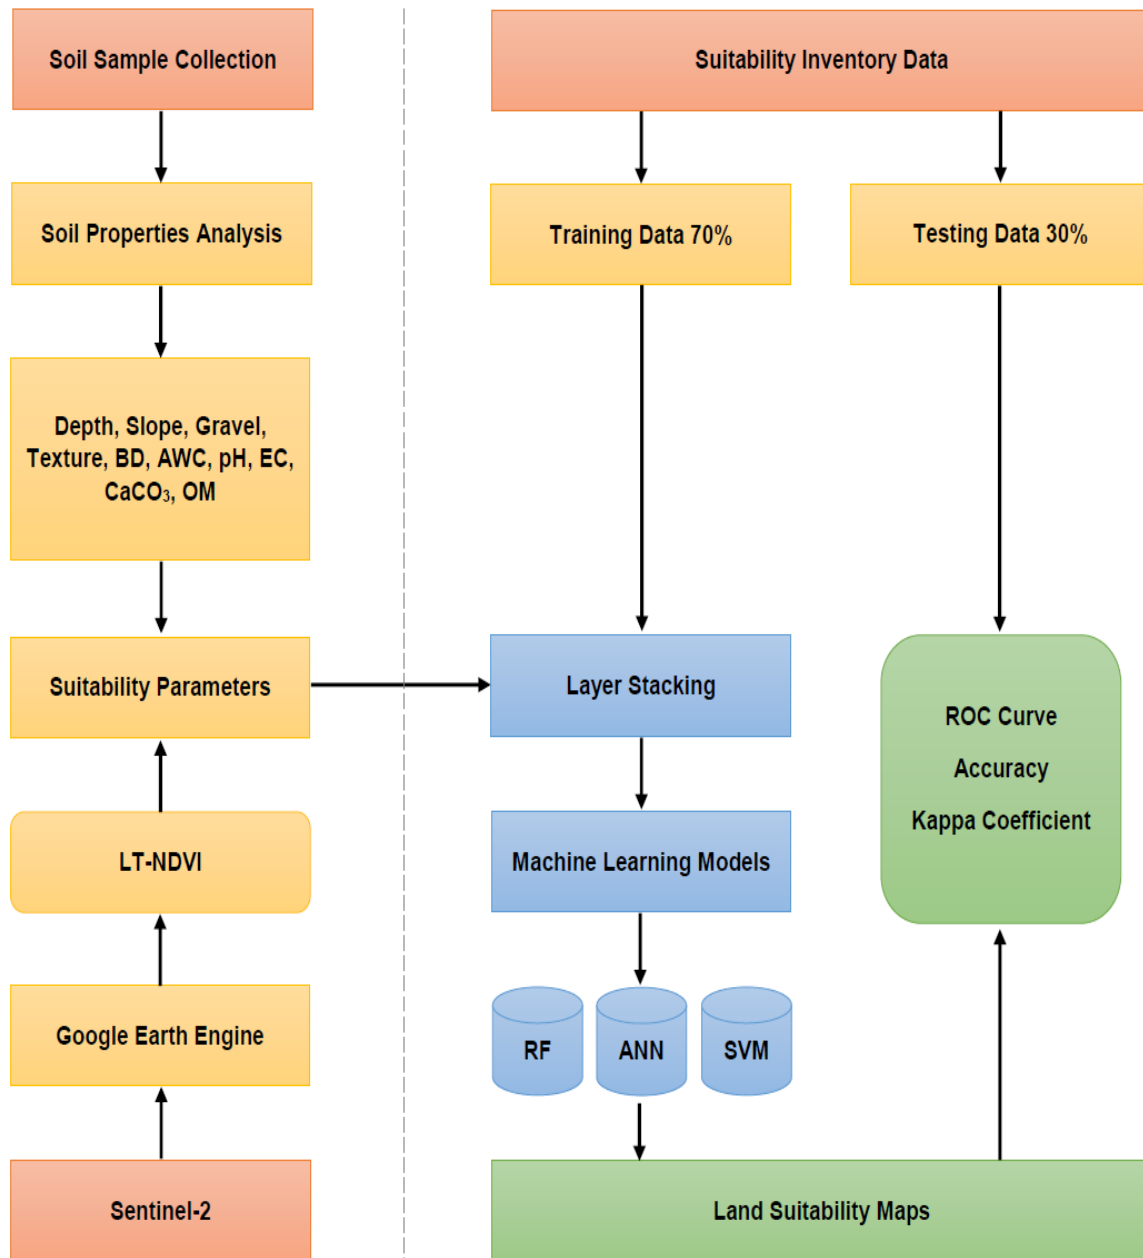 Soil Sample Collection
Soil Properties Analysis
Depth, Slope, Gravel,
Texture, BD, AWC, pH, EC,
CaCO₃, OM
Suitability Parameters
LT-NDVI
Google Earth Engine
Sentinel-2
Suitability Inventory Data
Training Data 70%
Testing Data 30%
Layer Stacking
Machine Learning Models
RF
ANN
SVM
ROC Curve
Accuracy
Kappa Coefficient
Land Suitability Maps